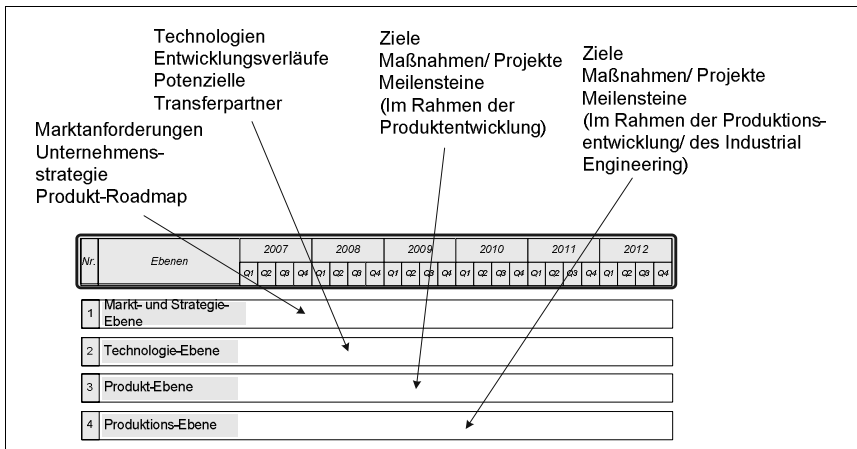 Technologien
Entwicklungsverläufe
Potenzielle
Transferpartner
Ziele
Maßnahmen/ Projekte
Meilensteine
(Im Rahmen der
Produktentwicklung)
Ziele
Maßnahmen/ Projekte
Meilensteine
(Im Rahmen der Produktions-
entwicklung/ des Industrial
Engineering)
Marktanforderungen
Unternehmens-
strategie
Produkt-Roadmap
Nr. Ebenen 2007 2008 2009 2010 2011 2012
Q1 Q2 Q3 Q4 Q1 Q2 Q3 Q4 Q1 Q2 Q3 Q4 Q1 Q2 Q3 Q4 Q1 Q2 Q3 Q4 Q1 Q2 Q3 Q4
1 Markt- und Strategie-
Ebene
2 Technologie-Ebene
3 Produkt-Ebene
4 Produktions-Ebene